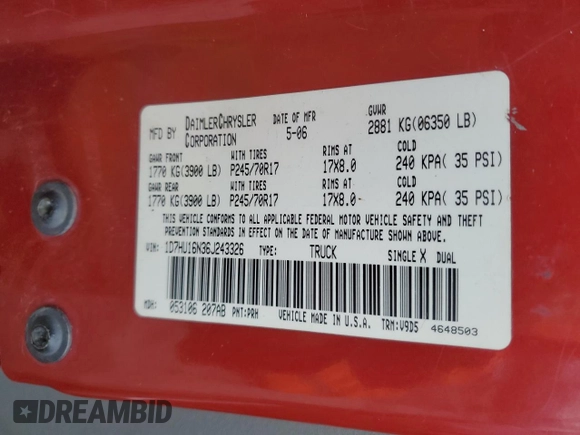 MFD BY DAIMLERCHRYSLER CORPORATION
DATE OF MFR 5-06
GVWR 2881 KG(06350 LB)
GAWR FRONT WITH TIRES RIMS AT COLD
1770 KG(3900 LB) P245/70R17 17X8.0 240 KPA( 35 PSI)
GAWR REAR WITH TIRES RIMS AT COLD
1770 KG(3900 LB) P245/70R17 17X8.0 240 KPA( 35 PSI)
THIS VEHICLE CONFORMS TO ALL APPLICABLE FEDERAL MOTOR VEHICLE SAFETY AND THEFT
PREVENTION STANDARDS IN EFFECT ON THE DATE OF MANUFACTURE SHOWN ABOVE.
VIN: 1D7HU16N36J243326 TYPE: TRUCK SINGLE X DUAL
MDH: 053106 207AB PNT:PRH VEHICLE MADE IN U.S.A. TRM:V9D5 4648503
DREAMBID